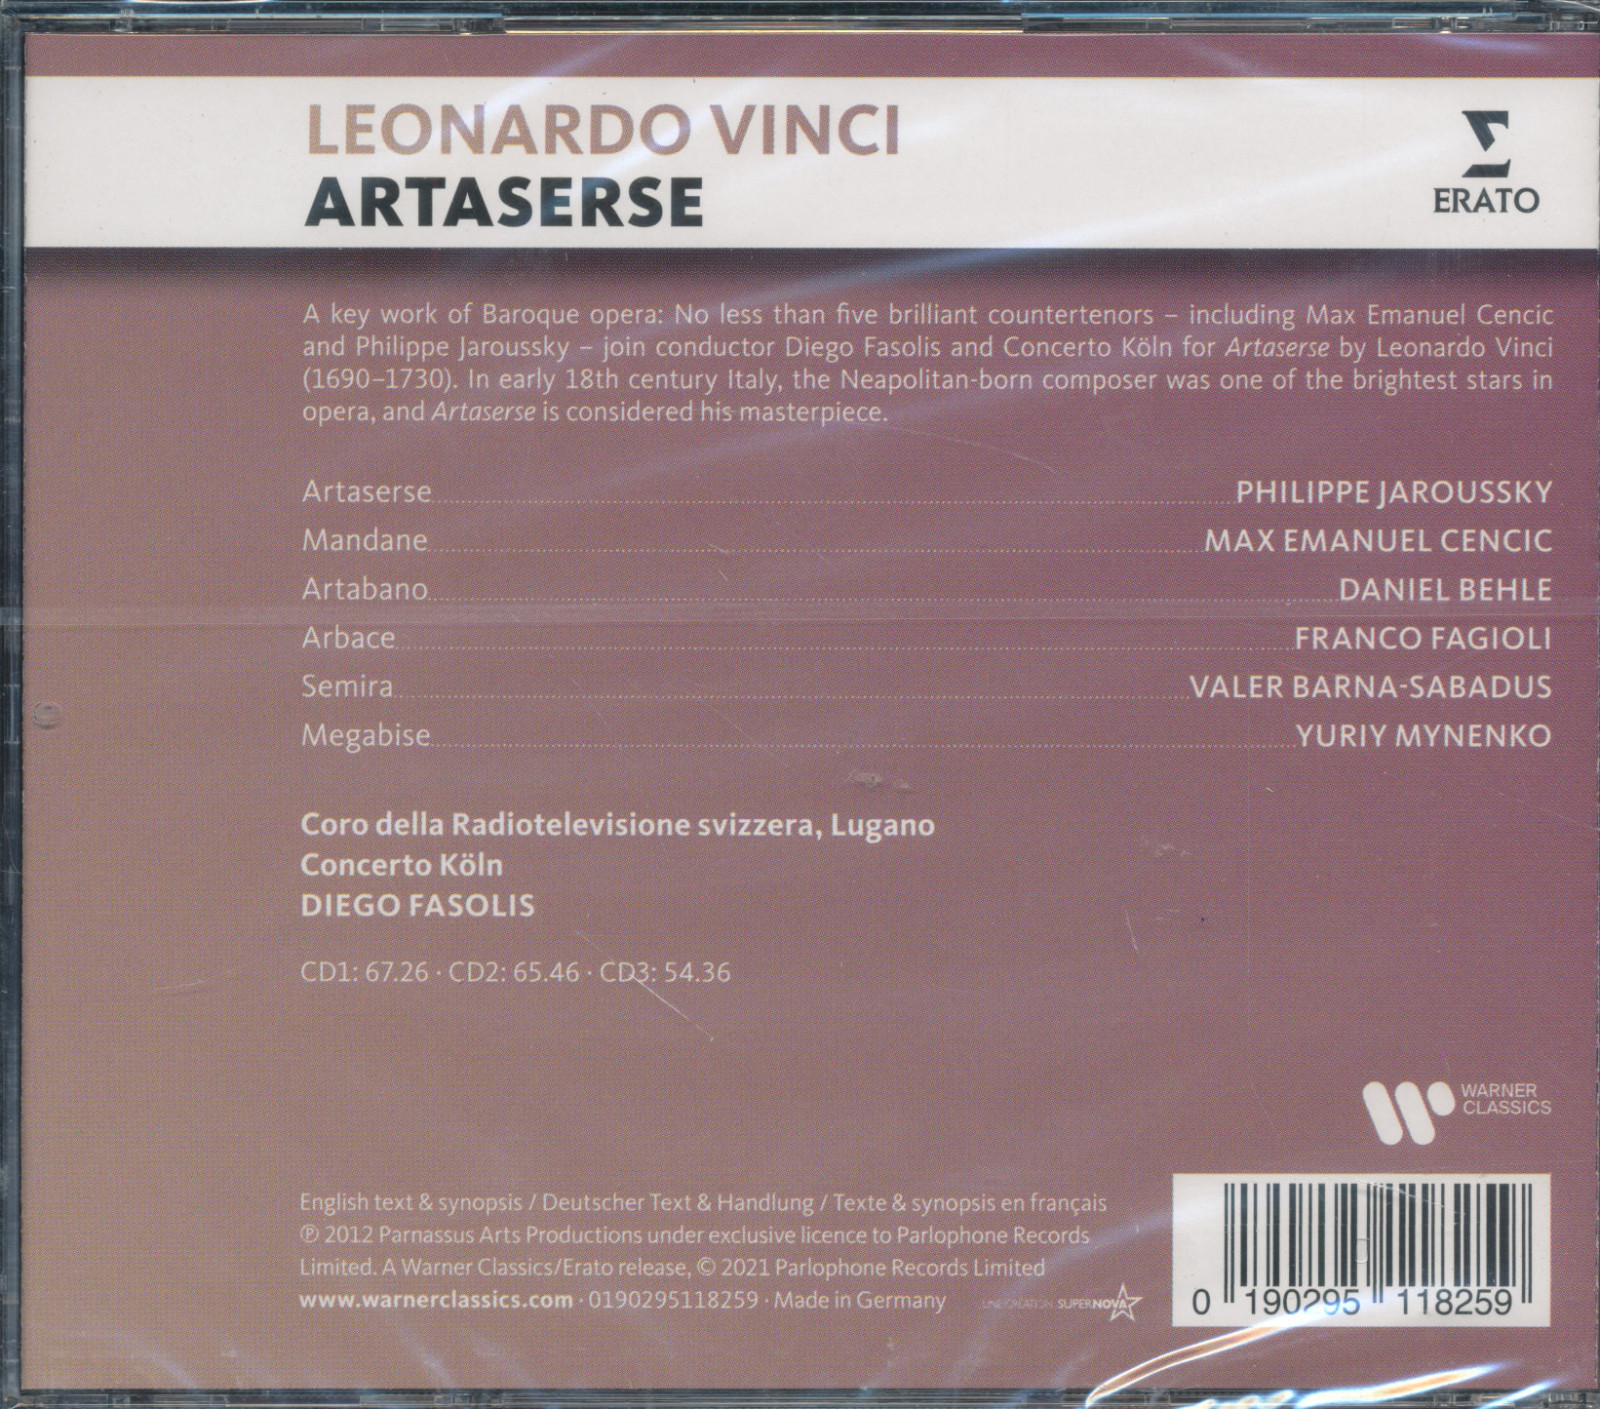 LEONARDO VINCI
ARTASERSE
ERATO
A key work of Baroque opera: No less than five brilliant countertenors – including Max Emanuel Cencic
and Philippe Jaroussky – join conductor Diego Fasolis and Concerto Köln for Artaserse by Leonardo Vinci
(1690–1730). In early 18th century Italy, the Neapolitan-born composer was one of the brightest stars in
opera, and Artaserse is considered his masterpiece.
Artaserse PHILIPPE JAROUSSKY
Mandane MAX EMANUEL CENCIC
Artabano DANIEL BEHLE
Arbace FRANCO FAGIOLI
Semira VALER BARNA-SABADUS
Megabise YURIY MYNENKO
Coro della Radiotelevisione svizzera, Lugano
Concerto Köln
DIEGO FASOLIS
CD1: 67.26 · CD2: 65.46 · CD3: 54.36
WARNER
CLASSICS
English text & synopsis / Deutscher Text & Handlung / Texte & synopsis en français
℗ 2012 Parnassus Arts Productions under exclusive licence to Parlophone Records
Limited. A Warner Classics/Erato release, © 2021 Parlophone Records Limited
www.warnerclassics.com · 0190295118259 · Made in Germany
SUPERNOVA
0 190295 118259